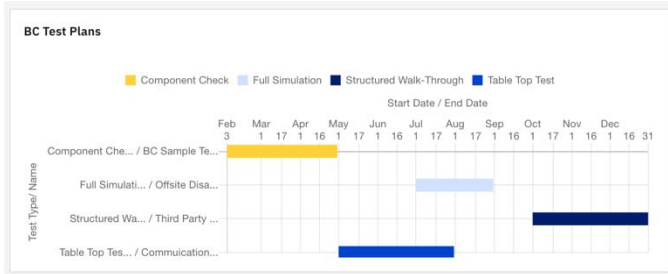 BC Test Plans
Component Check Full Simulation Structured Walk-Through Table Top Test
Start Date / End Date
Feb Mar Apr May Jun Jul Aug Sep Oct Nov Dec
3 1 17 1 16 1 17 1 16 1 17 1 16 1 16 1 17 1 16 1 16 31
Test Type/ Name
Component Che... / BC Sample Te...
Full Simulati... / Offsite Disa...
Structured Wa... / Third Party ...
Table Top Tes... / Commuication...